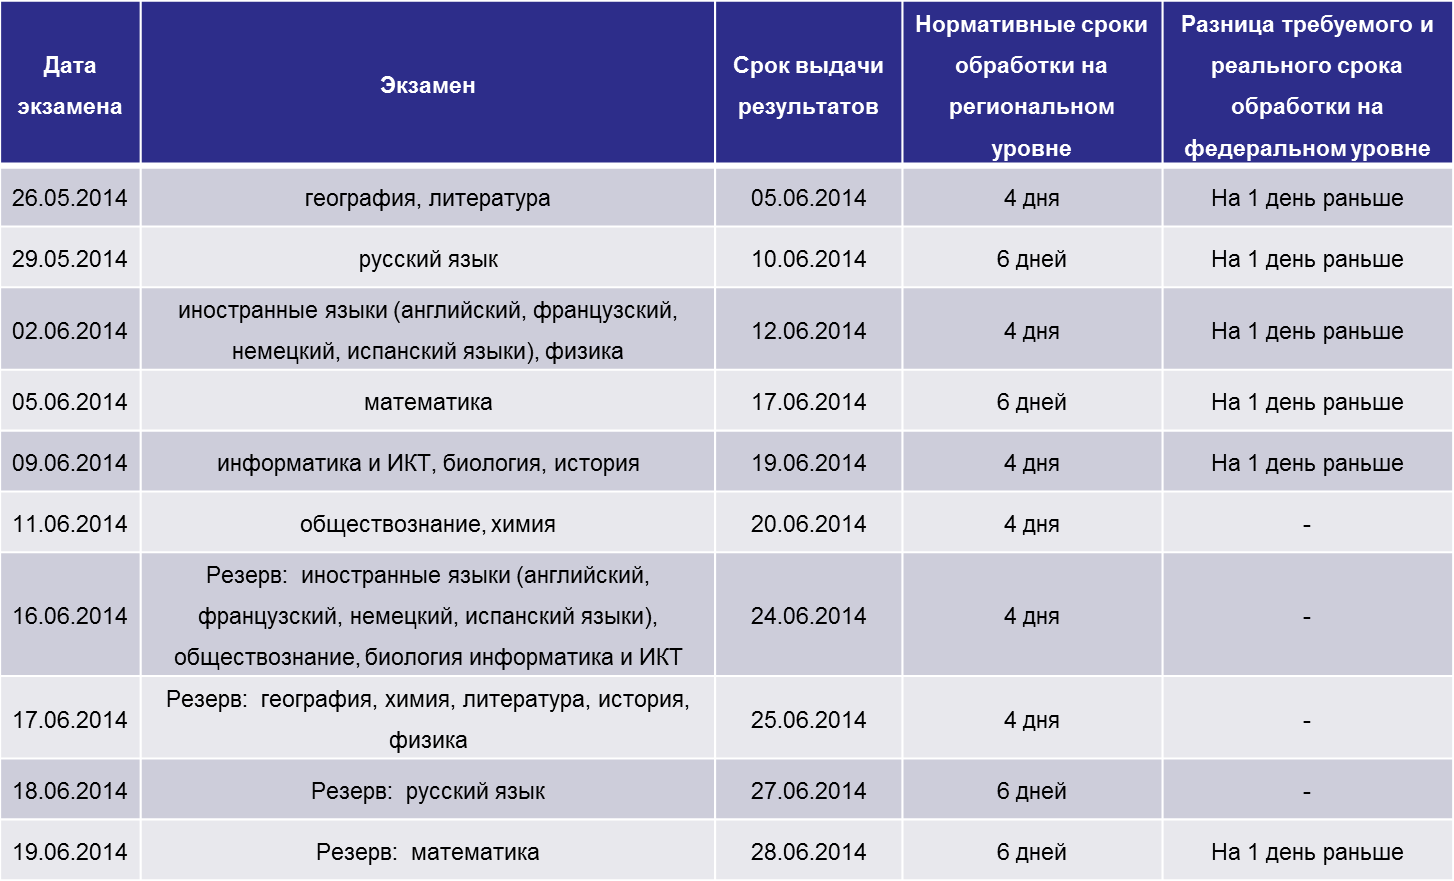 Дата
экзамена
Экзамен
Срок выдачи
результатов
Нормативные сроки
обработки на
региональном
уровне
Разница требуемого и
реального срока
обработки на
федеральном уровне
26.05.2014
география, литература
05.06.2014
4 дня
На 1 день раньше
29.05.2014
русский язык
10.06.2014
6 дней
На 1 день раньше
02.06.2014
иностранные языки (английский, французский,
немецкий, испанский языки), физика
12.06.2014
4 дня
На 1 день раньше
05.06.2014
математика
17.06.2014
6 дней
На 1 день раньше
09.06.2014
информатика и ИКТ, биология, история
19.06.2014
4 дня
На 1 день раньше
11.06.2014
обществознание, химия
20.06.2014
4 дня
-
16.06.2014
Резерв:  иностранные языки (английский,
французский, немецкий, испанский языки),
обществознание, биология информатика и ИКТ
24.06.2014
4 дня
-
17.06.2014
Резерв:  география, химия, литература, история,
физика
25.06.2014
4 дня
-
18.06.2014
Резерв:  русский язык
27.06.2014
6 дней
-
19.06.2014
Резерв:  математика
28.06.2014
6 дней
На 1 день раньше